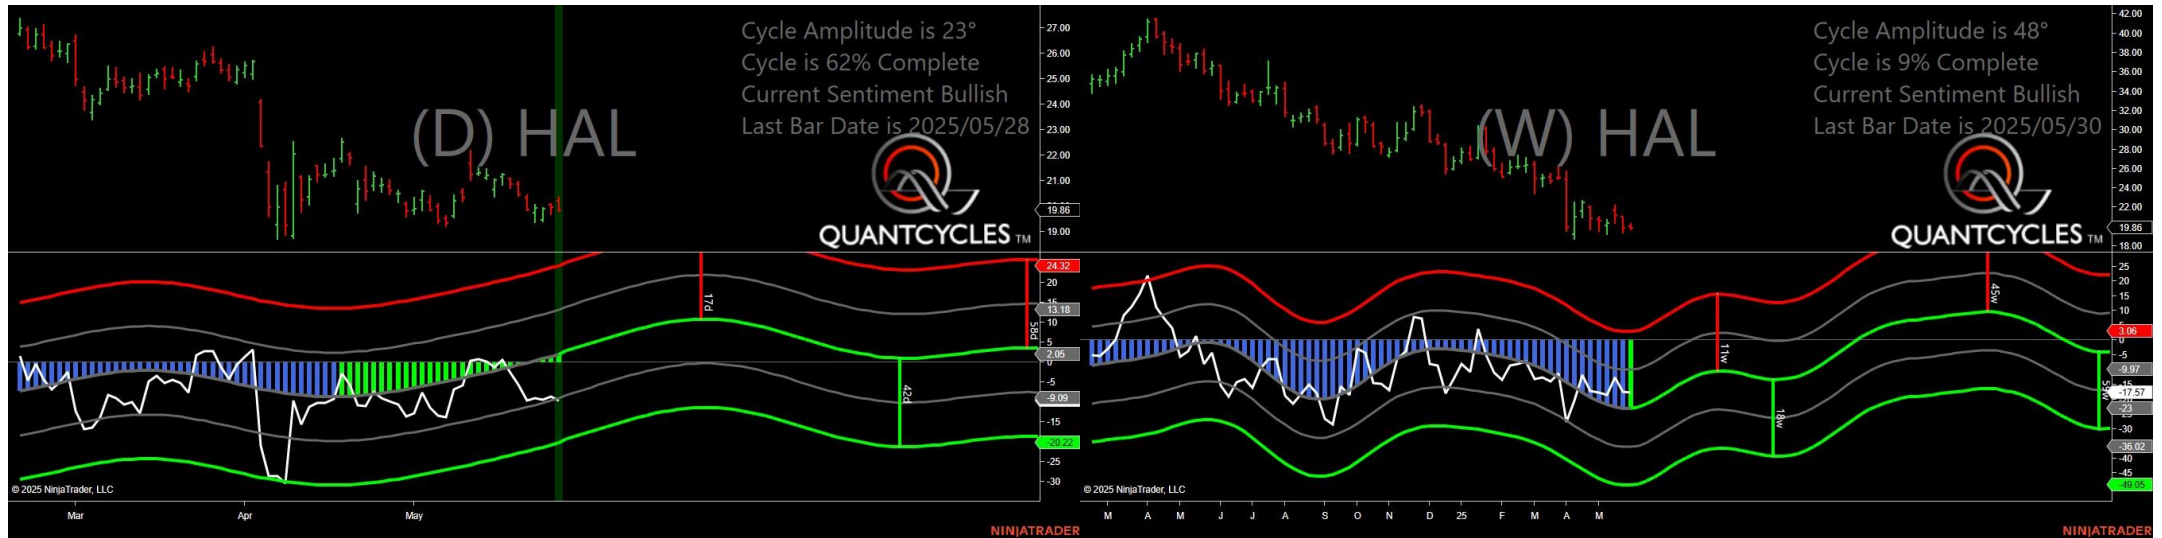 Cycle Amplitude is 23°
Cycle is 62% Complete
Current Sentiment Bullish
Last Bar Date is 2025/05/28
(D) HAL
QUANTCYCLES TM
27.00
26.00
25.00
24.00
23.00
22.00
21.00
19.86
19.00
24.32
20
13.18
10
5
2.05
0
-5
-9.09
-15
-20.22
-25
-30
17d
42d
58d
© 2025 NinjaTrader, LLC
Mar Apr May
NINJATRADER
Cycle Amplitude is 48°
Cycle is 9% Complete
Current Sentiment Bullish
Last Bar Date is 2025/05/30
(W) HAL
QUANTCYCLES TM
42.00
40.00
38.00
36.00
34.00
32.00
30.00
28.00
26.00
24.00
22.00
19.86
18.00
25
20
15
10
3.06
0
-5
-9.97
-17.57
-23
-30
-36.02
-40
-45
-49.05
11w
18w
45w
© 2025 NinjaTrader, LLC
M A M J J A S O N D 25 F M A M
NINJATRADER